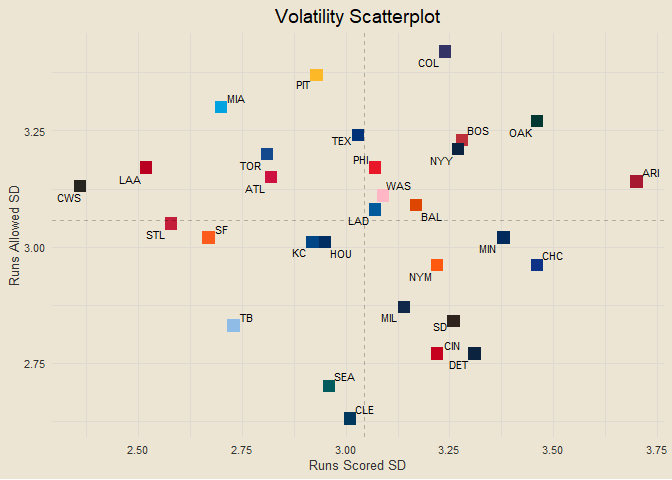 Volatility Scatterplot
COL
PIT
MIA
OAK
3.25
TEX
BOS
NYY
PHI
TOR
LAA
ATL
ARI
CWS
WAS
BAL
LAD
STL
SF
3.00
KC
HOU
MIN
CHC
NYM
TB
MIL
SD
CIN
DET
2.75
SEA
CLE
2.50
2.75
3.00
3.25
3.50
3.75
Runs Scored SD
Runs Allowed SD